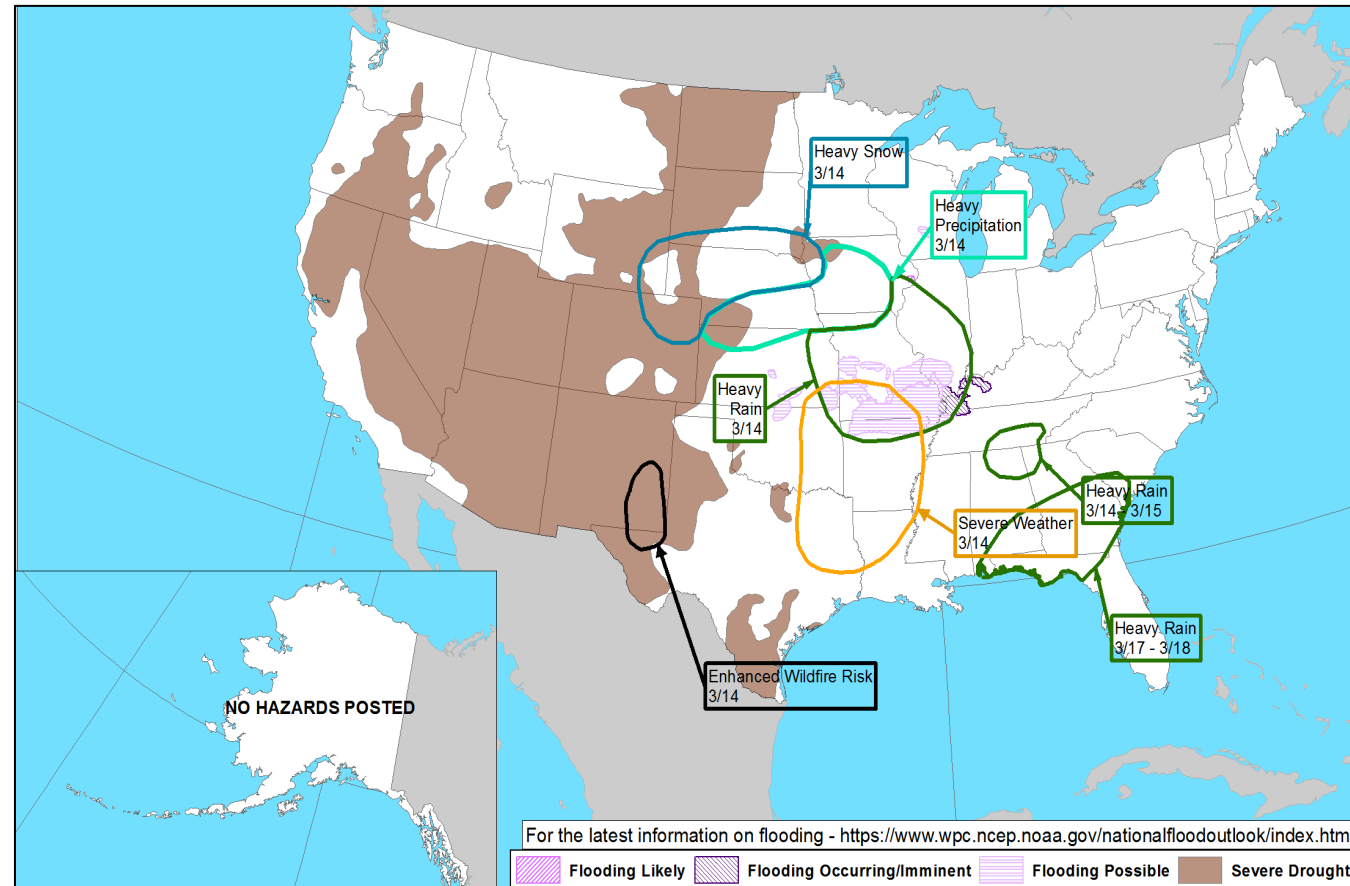 Heavy Snow
3/14
Heavy
Precipitation
3/14
Heavy
Rain
3/14
Heavy Rain
3/14 - 3/15
Severe Weather
3/14
Heavy Rain
3/17 - 3/18
Enhanced Wildfire Risk
3/14
NO HAZARDS POSTED
For the latest information on flooding - https://www.wpc.ncep.noaa.gov/nationalfloodoutlook/index.htm
Flooding Likely
Flooding Occurring/Imminent
Flooding Possible
Severe Drought